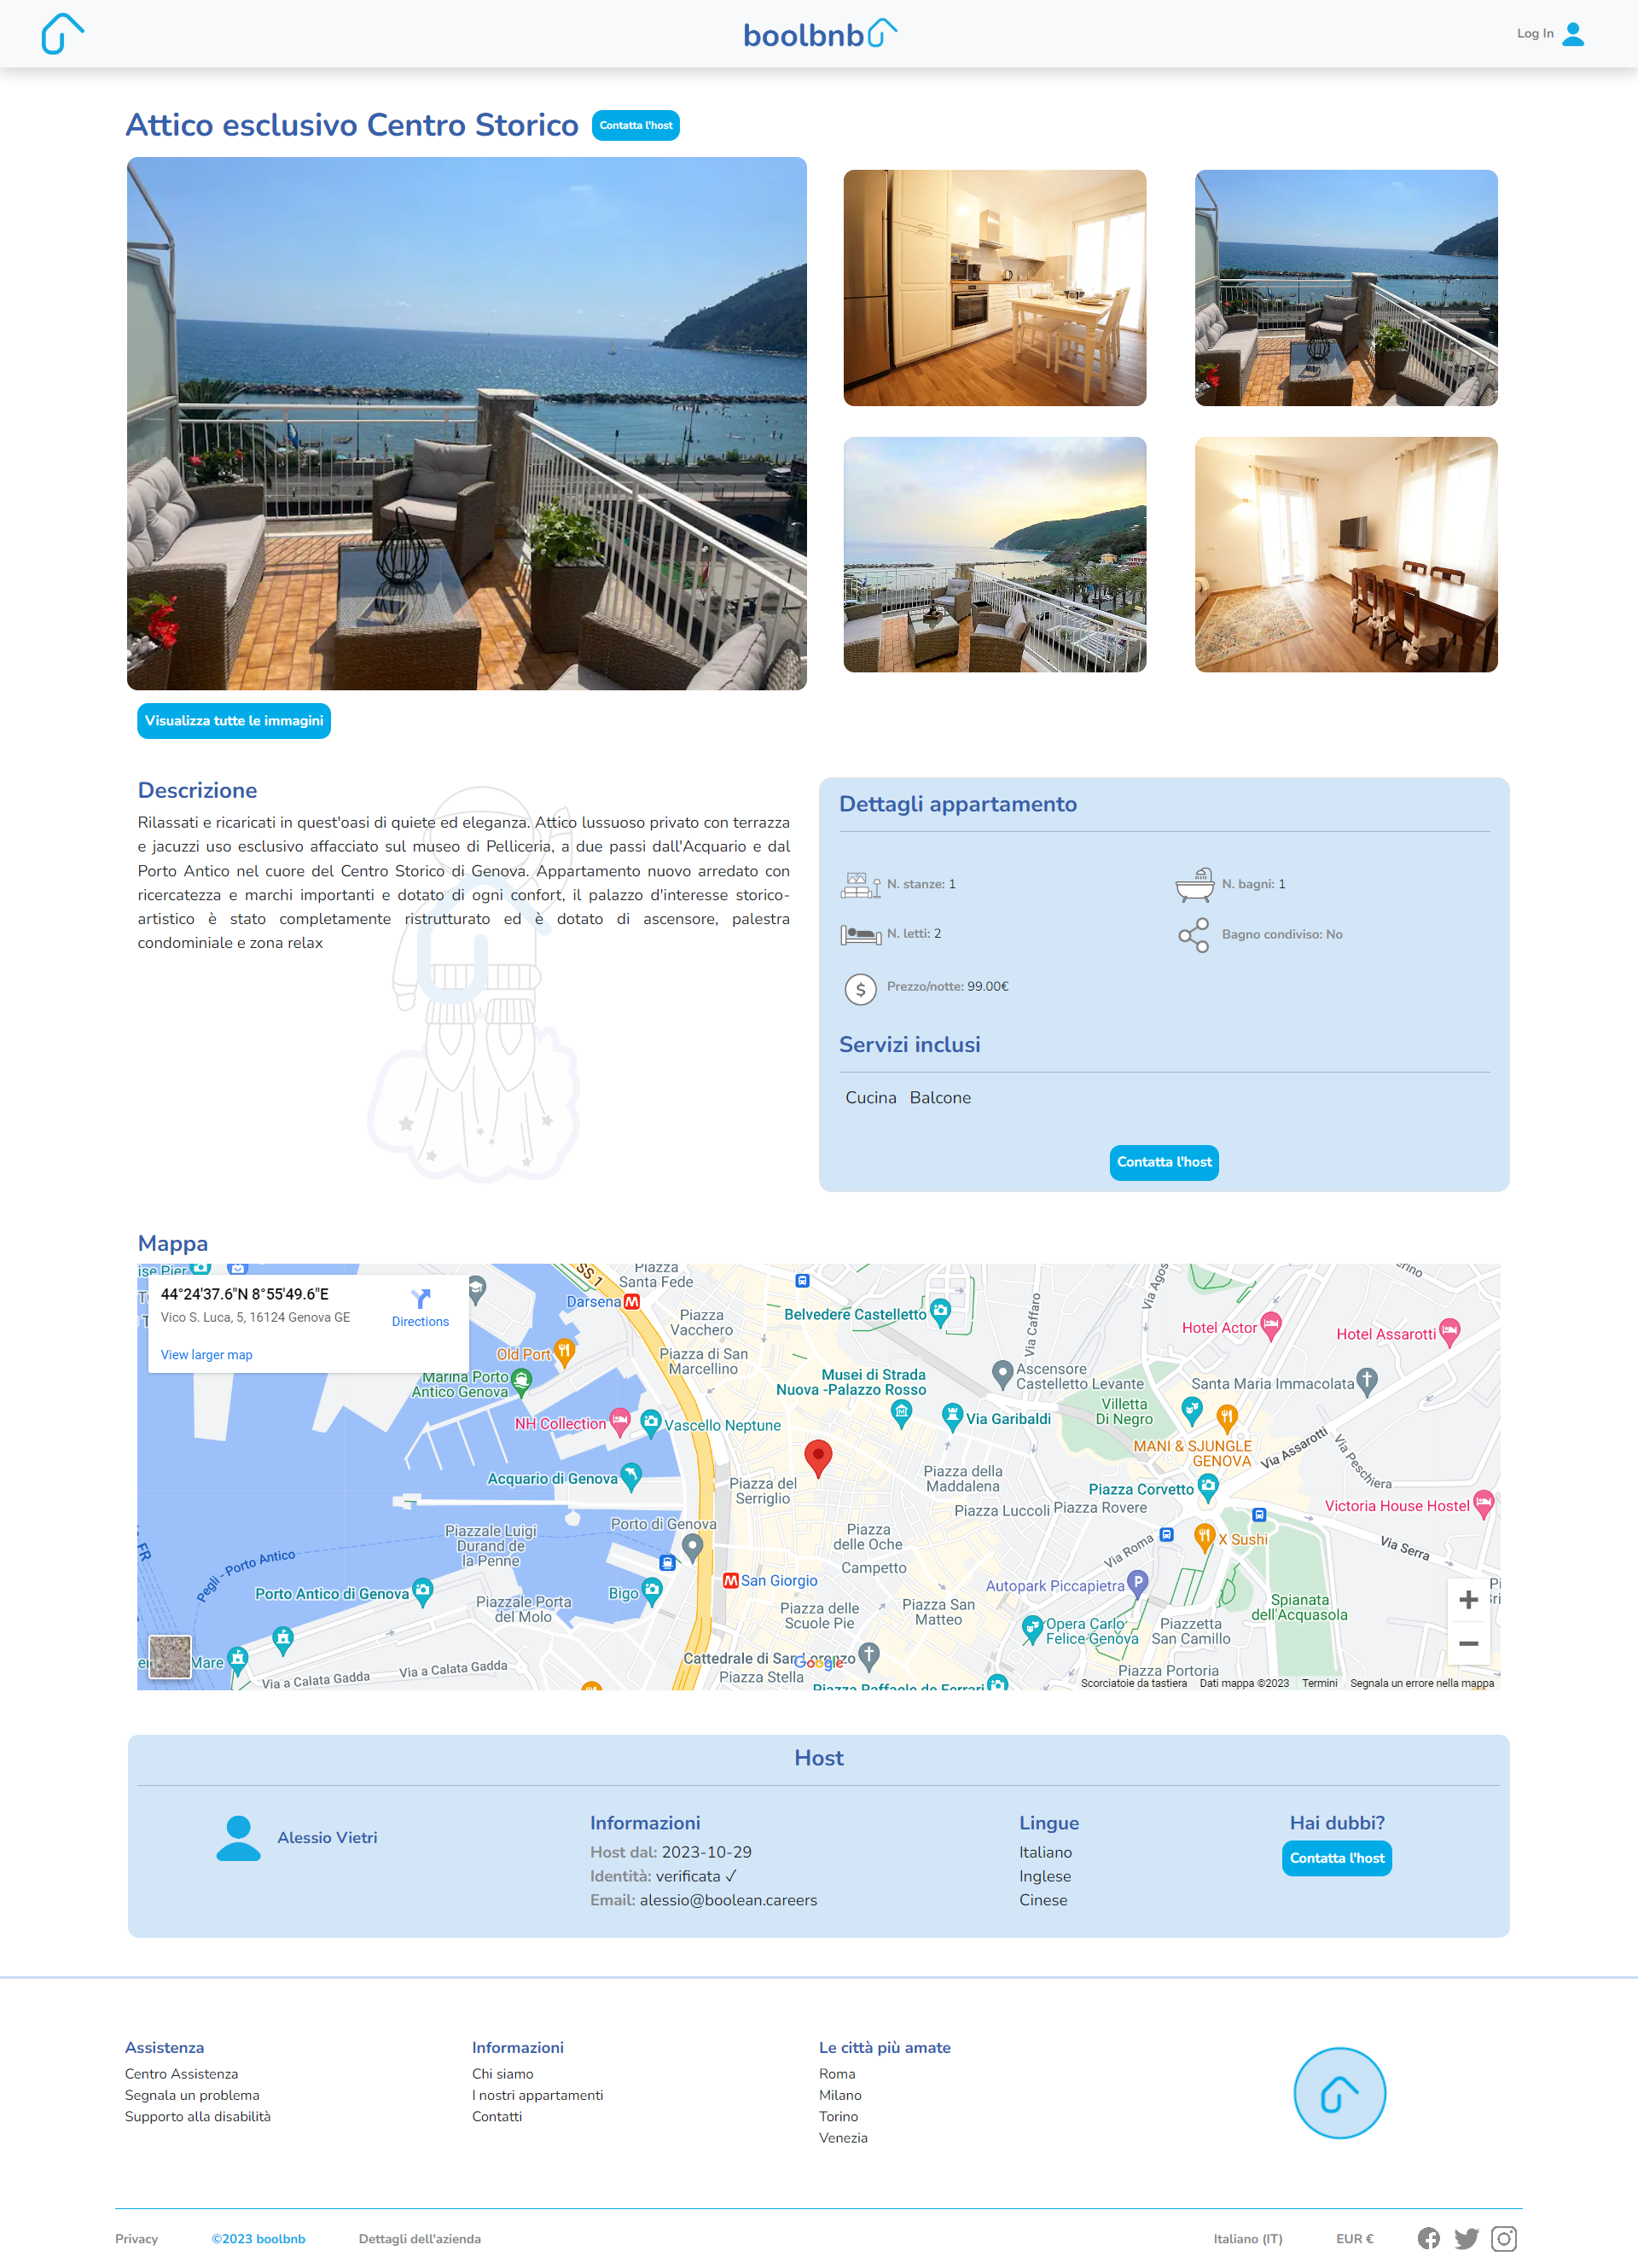 boolbnb
Log In
Attico esclusivo Centro Storico
Contatta l'host
Visualizza tutte le immagini
Descrizione
Rilassati e ricaricati in quest'oasi di quiete ed eleganza. Attico lussuoso privato con terrazza
e jacuzzi uso esclusivo affacciato sul museo di Pelliceria, a due passi dall'Acquario e dal
Porto Antico nel cuore del Centro Storico di Genova. Appartamento nuovo arredato con
ricercatezza e marchi importanti e dotato di ogni confort, il palazzo d'interesse storico-
artistico è stato completamente ristrutturato ed è dotato di ascensore, palestra
condominiale e zona relax
Dettagli appartamento
N. stanze: 1
N. bagni: 1
N. letti: 2
Bagno condiviso: No
$
Prezzo/notte: 99.00€
Servizi inclusi
Cucina Balcone
Contatta l'host
Mappa
44°24'37.6"N 8°55'49.6"E
Vico S. Luca, 5, 16124 Genova GE
Directions
View larger map
SS 1
Piazza
Santa Fede
Darsena
Piazza
Vacchero
Belvedere Castelletto
Via Caffaro
Hotel Actor
Hotel Assarotti
Old Port
Piazza di San
Marcellino
Marina Porto
Antico Genova
Musei di Strada
Nuova -Palazzo Rosso
Ascensore
Castelletto Levante
Santa Maria Immacolata
Villetta
Di Negro
NH Collection
Vascello Neptune
Via Garibaldi
MANI & SJUNGLE
GENOVA
Via Assarotti
Via Peschiera
Acquario di Genova
Piazza del
Serriglio
Piazza della
Maddalena
Piazza Corvetto
Piazza Luccoli
Piazza Rovere
Victoria House Hostel
Porto di Genova
Piazzale Luigi
Durand de
la Penne
Piazza
delle Oche
Campetto
Via Roma
X Sushi
Via Serra
Pegli - Porto Antico
Porto Antico di Genova
Bigo
San Giorgio
Autopark Piccapietra
P
Piazzale Porta
del Molo
Piazza delle
Scuole Pie
Piazza San
Matteo
Opera Carlo
Felice Genova
Piazzetta
San Camillo
Spianata
dell'Acquasola
Mare
Via a Calata Gadda
Via a Calata Gadda
Cattedrale di San Lorenzo
Google
Piazza Stella
Piazza Raffaele de Ferrari
Piazza Portoria
Scorciatoie da tastiera
Dati mappa ©2023
Termini
Segnala un errore nella mappa
Host
Alessio Vietri
Informazioni
Host dal: 2023-10-29
Identità: verificata ✓
Email: alessio@boolean.careers
Lingue
Italiano
Inglese
Cinese
Hai dubbi?
Contatta l'host
Assistenza
Centro Assistenza
Segnala un problema
Supporto alla disabilità
Informazioni
Chi siamo
I nostri appartamenti
Contatti
Le città più amate
Roma
Milano
Torino
Venezia
Privacy
©2023 boolbnb
Dettagli dell'azienda
Italiano (IT)
EUR €